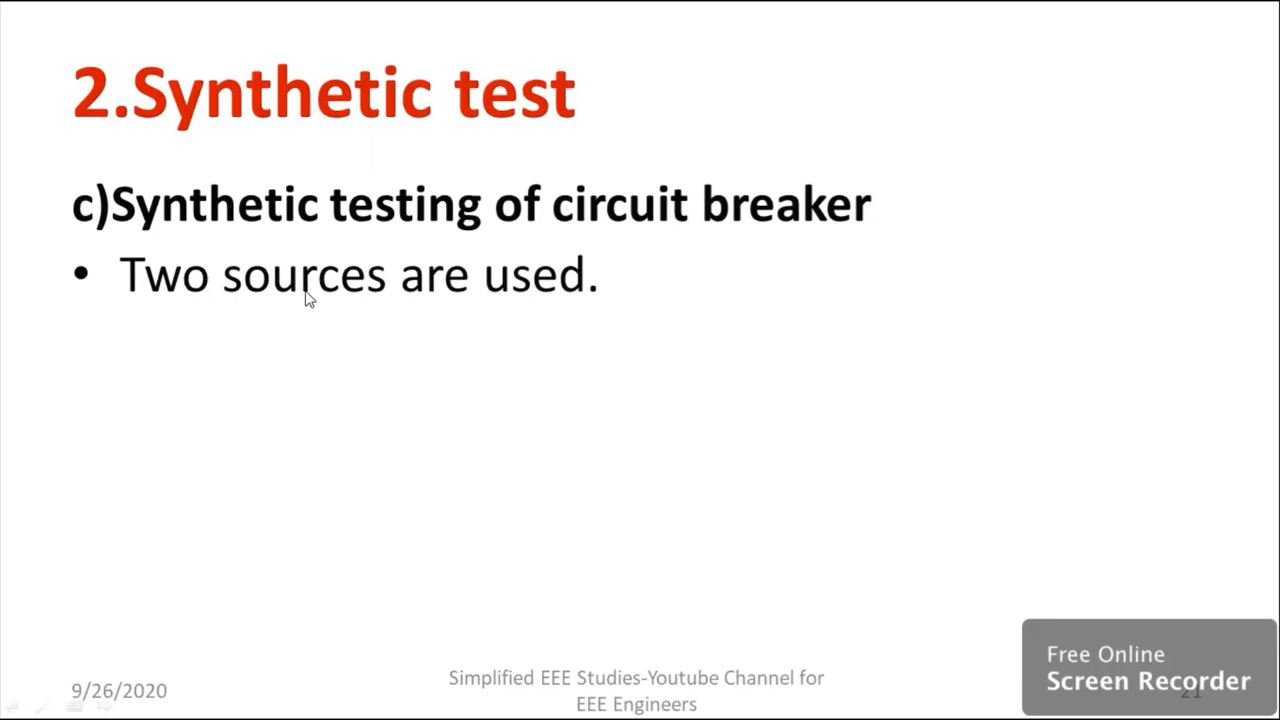 2.Synthetic test
c)Synthetic testing of circuit breaker
• Two sources are used.
9/26/2020
Simplified EEE Studies-Youtube Channel for
EEE Engineers
21
Free Online
Screen Recorder